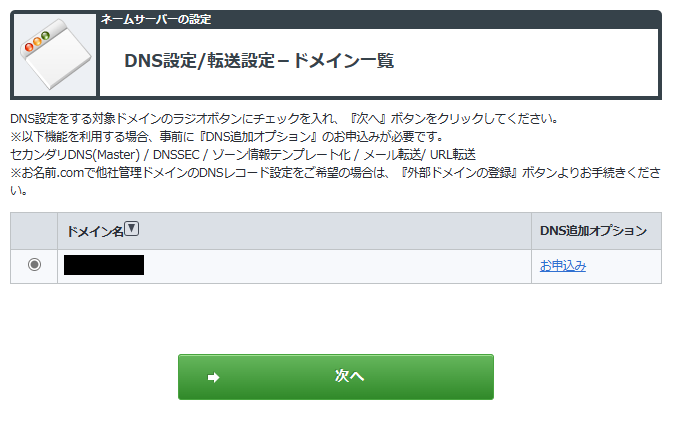 ネームサーバーの設定
DNS設定/転送設定－ドメイン一覧
DNS設定をする対象ドメインのラジオボタンにチェックを入れ、『次へ』ボタンをクリックしてください。
※以下機能を利用する場合、事前に『DNS追加オプション』のお申込みが必要です。
セカンダリDNS(Master) / DNSSEC / ゾーン情報テンプレート化 / メール転送/ URL転送
※お名前.comで他社管理ドメインのDNSレコード設定をご希望の場合は、『外部ドメインの登録』ボタンよりお手続きくださ
い。
ドメイン名▼ DNS追加オプション
お申込み
次へ